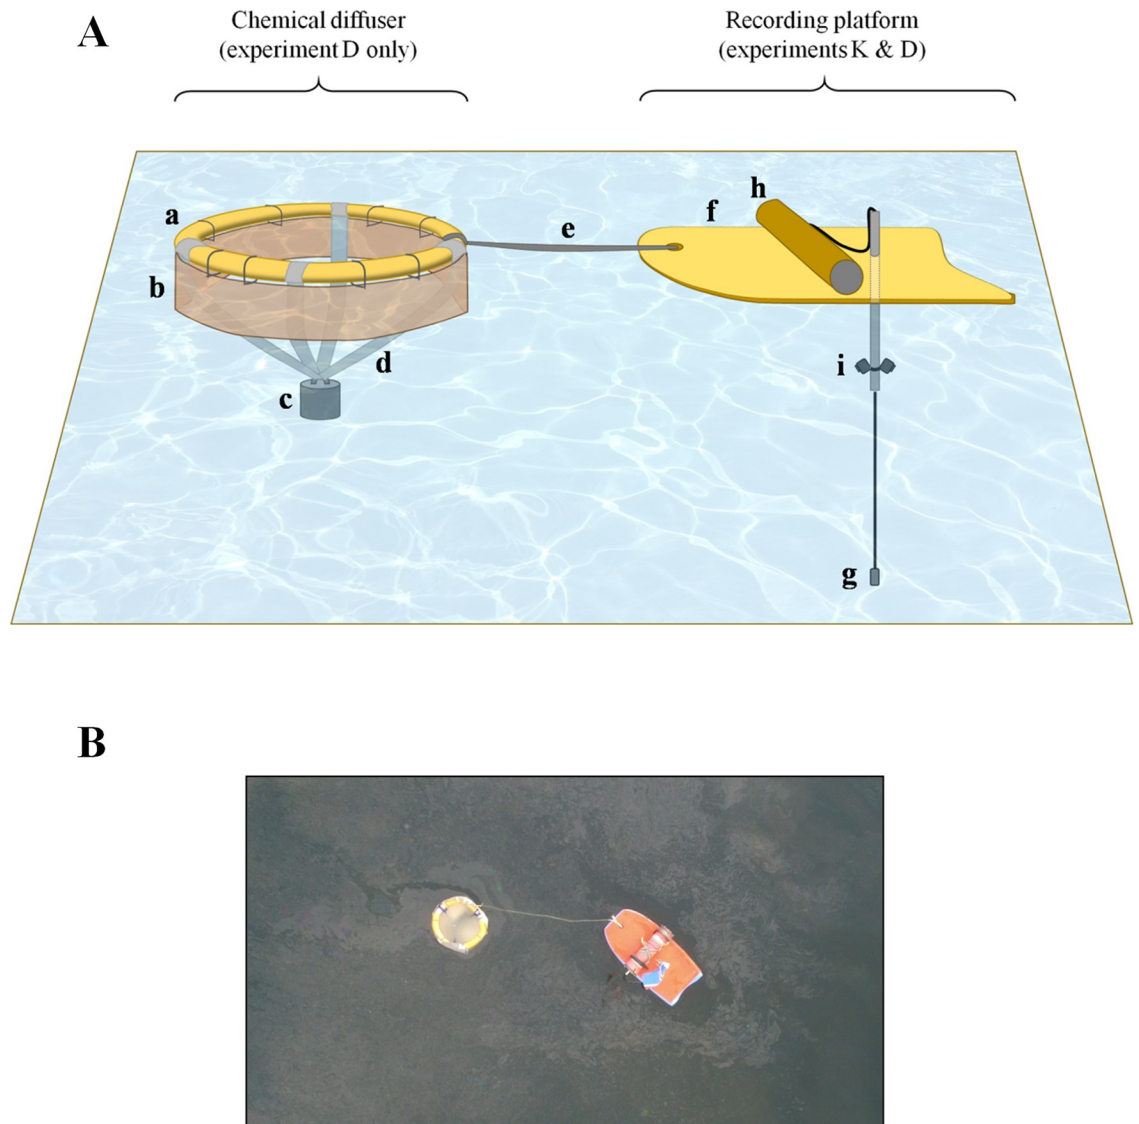 A
Chemical diffuser
(experiment D only)
Recording platform
(experiments K & D)
a
b
c
d
e
f
h
i
g
B